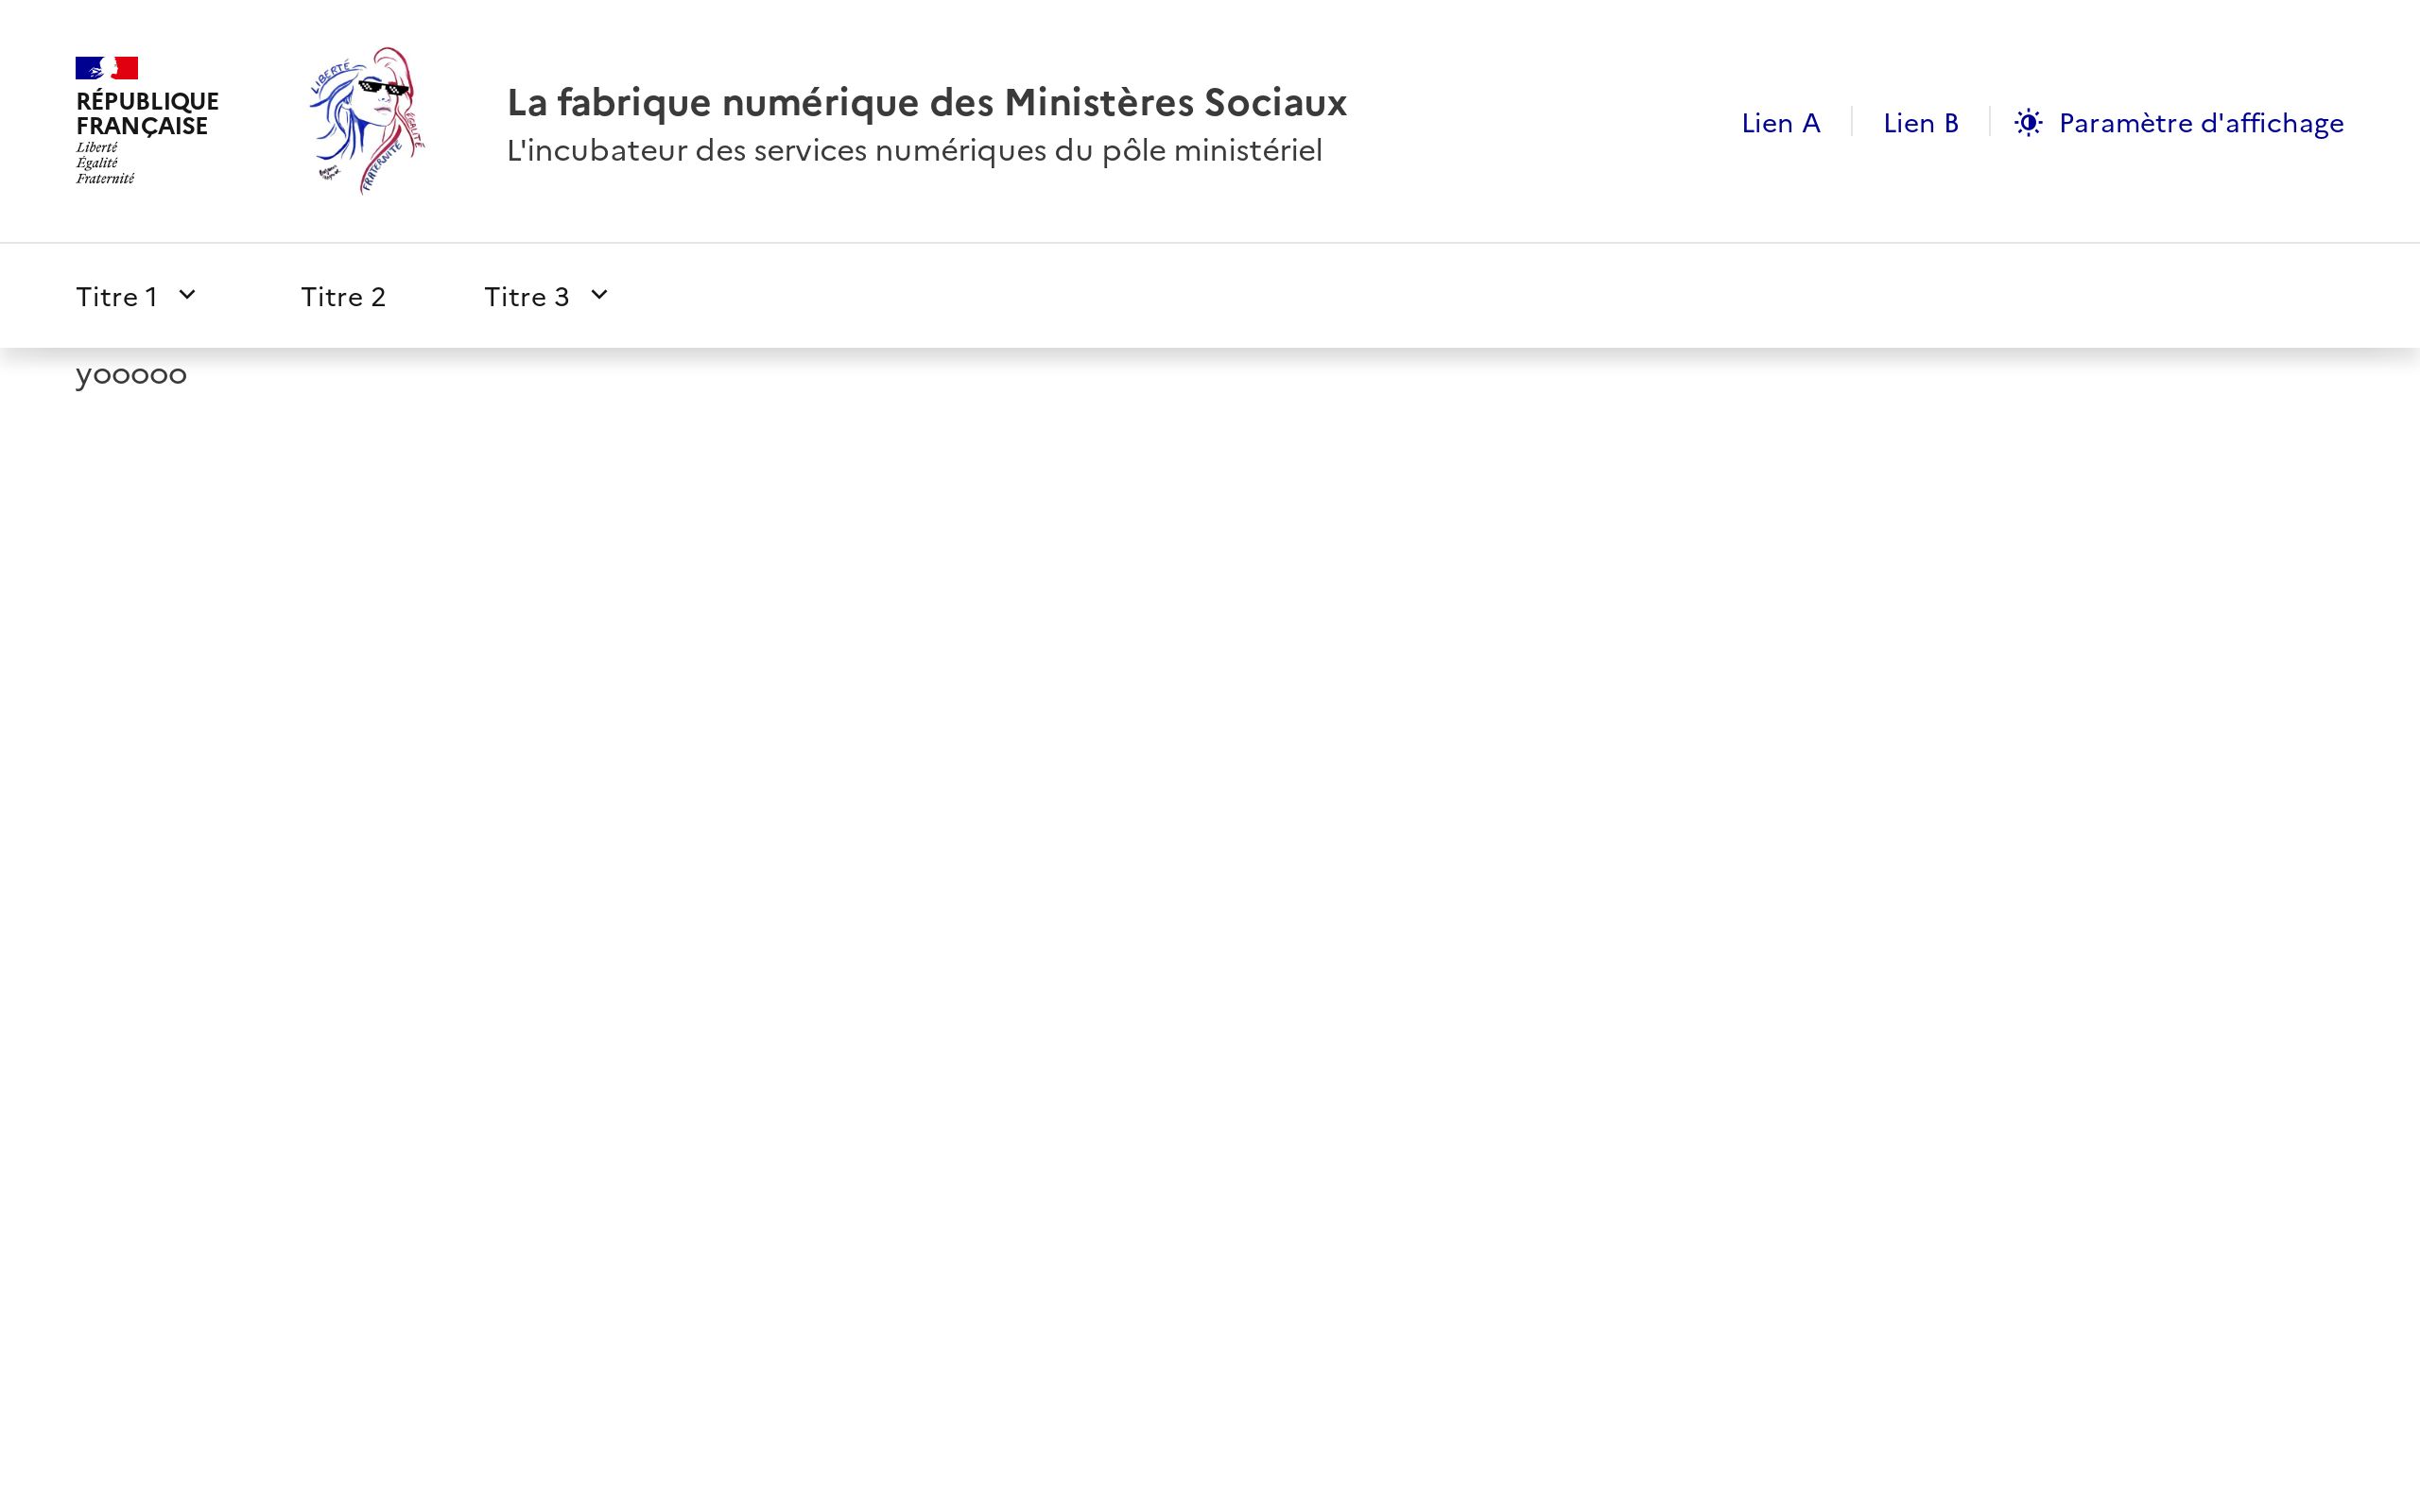 RÉPUBLIQUE
FRANÇAISE
Liberté
Égalité
Fraternité
LIBERTÉ
ÉGALITÉ
FRATERNITÉ
La fabrique numérique des Ministères Sociaux
L'incubateur des services numériques du pôle ministériel
Lien A
Lien B
Paramètre d'affichage
Titre 1
Titre 2
Titre 3
yooooo